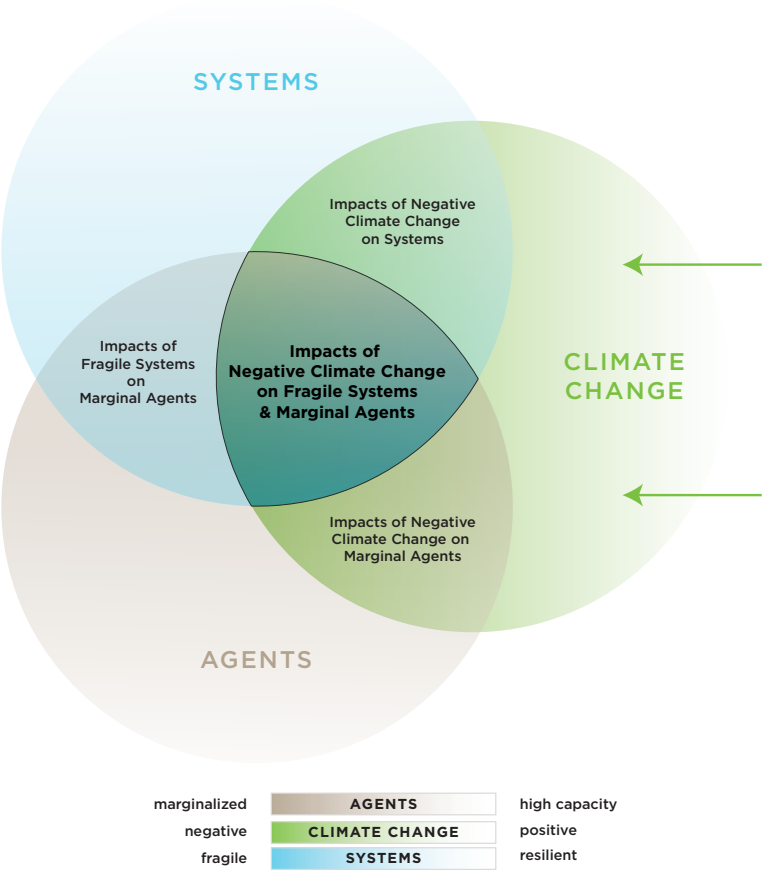 SYSTEMS
Impacts of Negative
Climate Change
on Systems
CLIMATE
CHANGE
Impacts of
Fragile Systems
on
Marginal Agents
Impacts of
Negative Climate Change
on Fragile Systems
& Marginal Agents
Impacts of Negative
Climate Change on
Marginal Agents
AGENTS
marginalized AGENTS high capacity
negative CLIMATE CHANGE positive
fragile SYSTEMS resilient